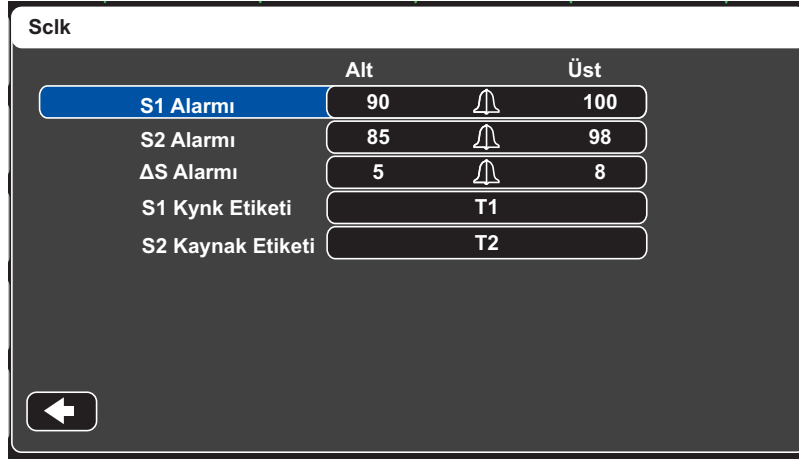 Sclk
Alt Üst
S1 Alarmı 90 100
S2 Alarmı 85 98
ΔS Alarmı 5 8
S1 Kynk Etiketi T1
S2 Kaynak Etiketi T2